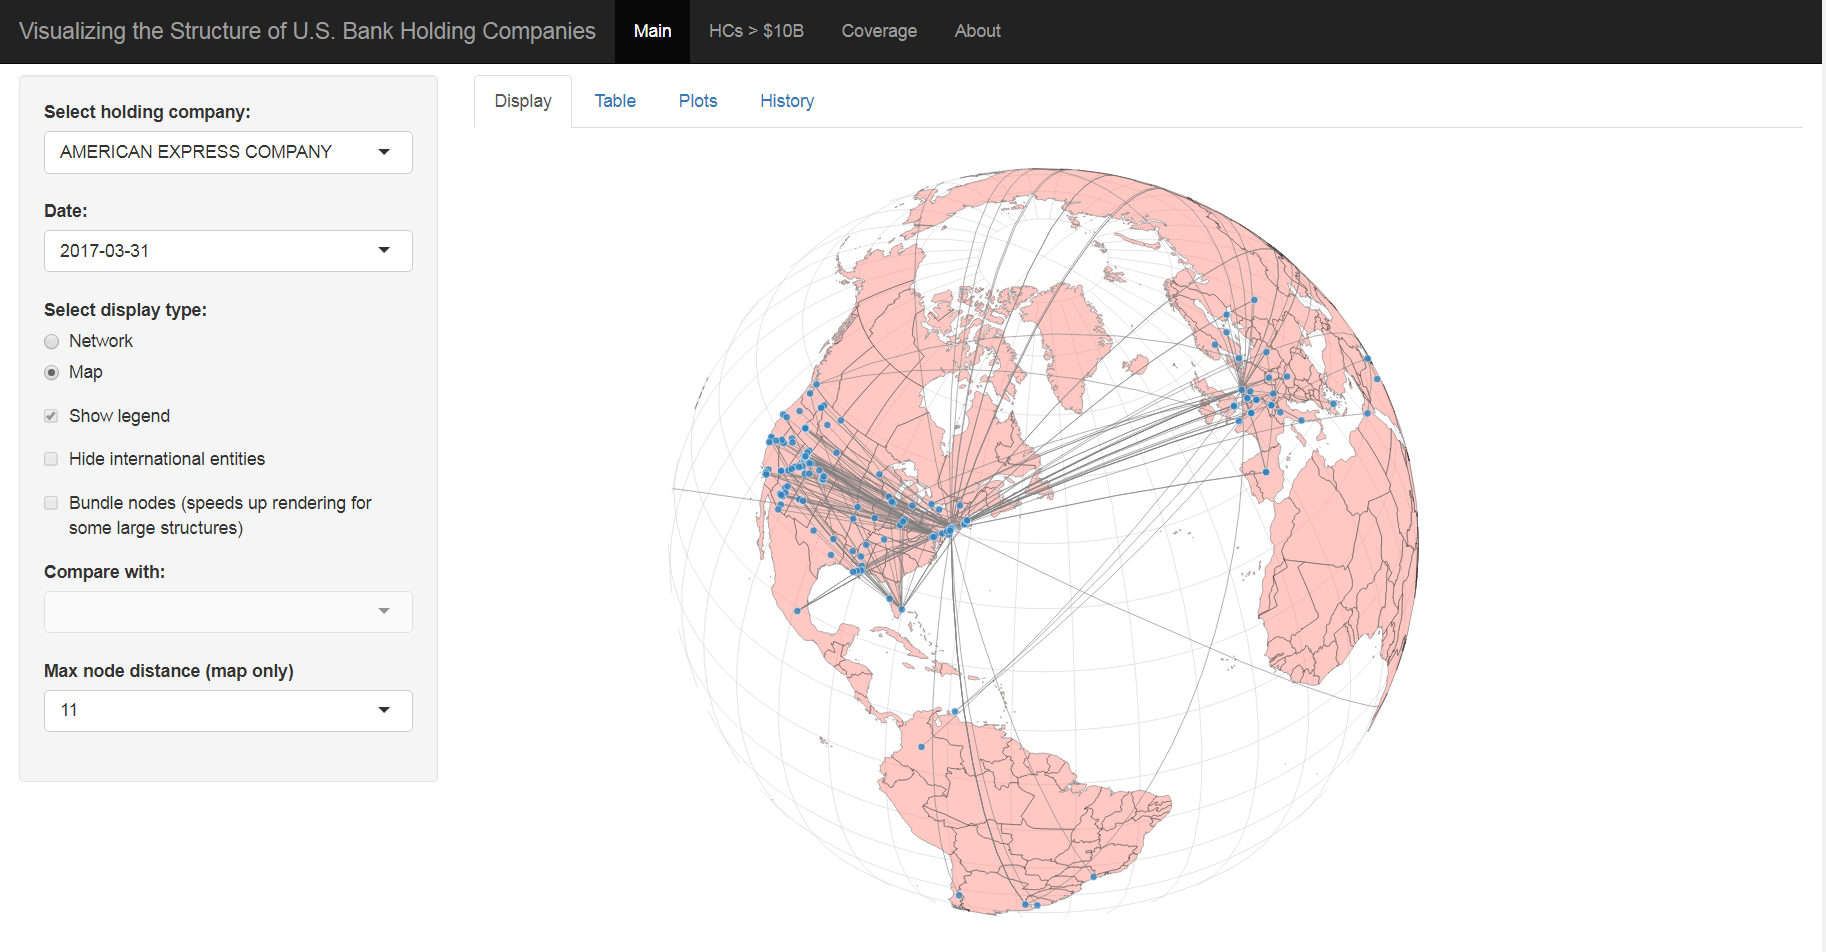 Visualizing the Structure of U.S. Bank Holding Companies Main HCs > $10B Coverage About
Select holding company:
AMERICAN EXPRESS COMPANY
Date:
2017-03-31
Select display type:
Network
Map
Show legend
Hide international entities
Bundle nodes (speeds up rendering for
some large structures)
Compare with:
Max node distance (map only)
11
Display Table Plots History